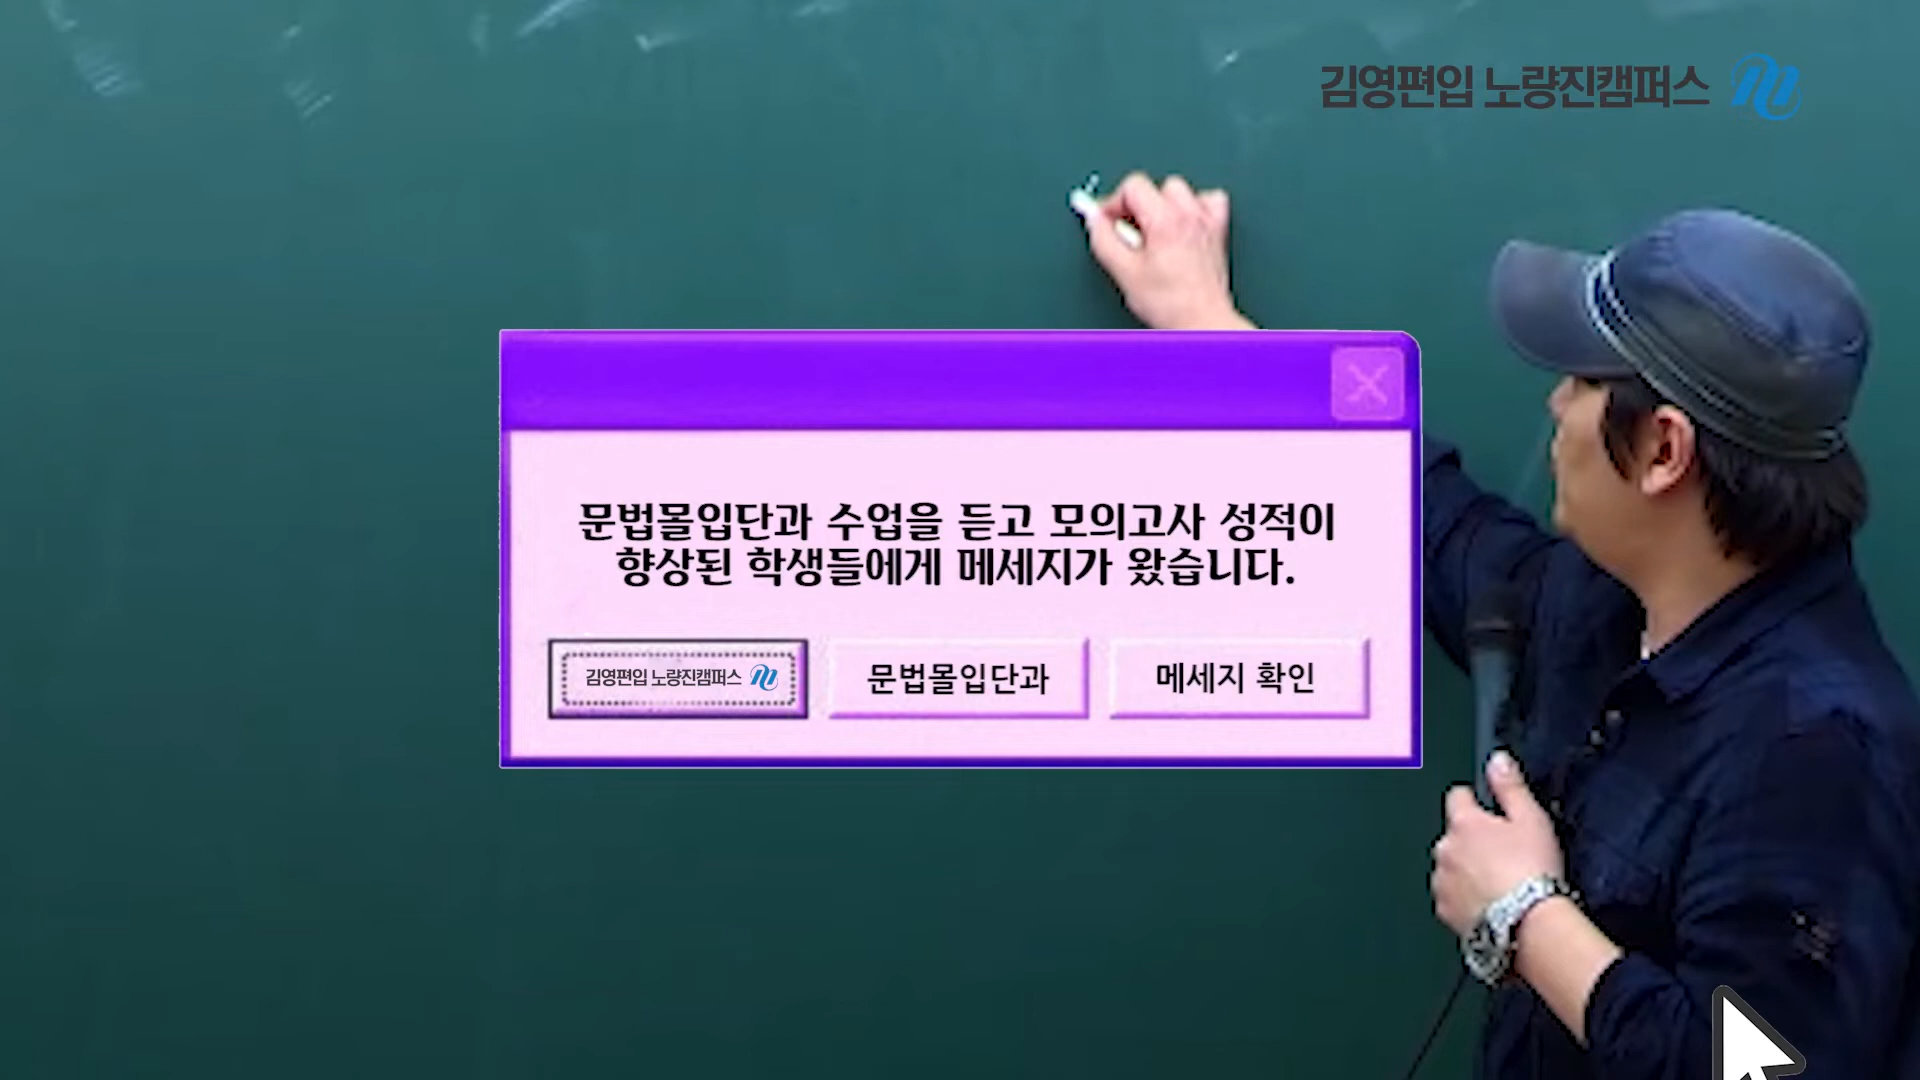 김영편입 노량진캠퍼스
문법몰입단과 수업을 듣고 모의고사 성적이
향상된 학생들에게 메세지가 왔습니다.
김영편입 노량진캠퍼스
문법몰입단과
메세지 확인